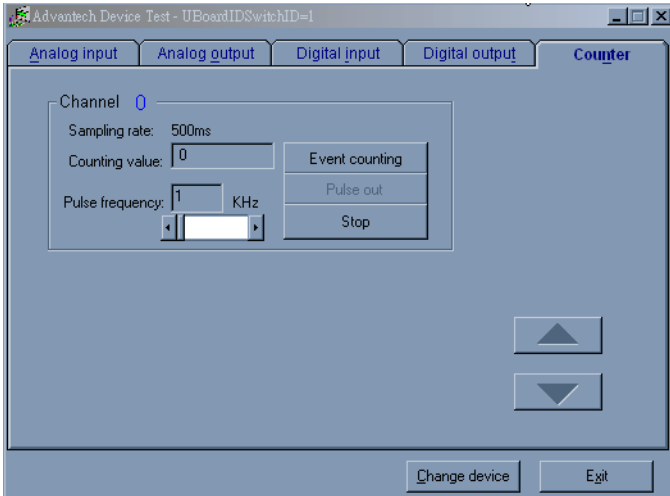 Advantech Device Test - UBoardIDSwitchID=1
Analog input Analog output Digital input Digital output Counter
Channel 0
Sampling rate: 500ms
Counting value: 0
Event counting
Pulse out
Pulse frequency: 1 KHz
Stop
Change device Exit